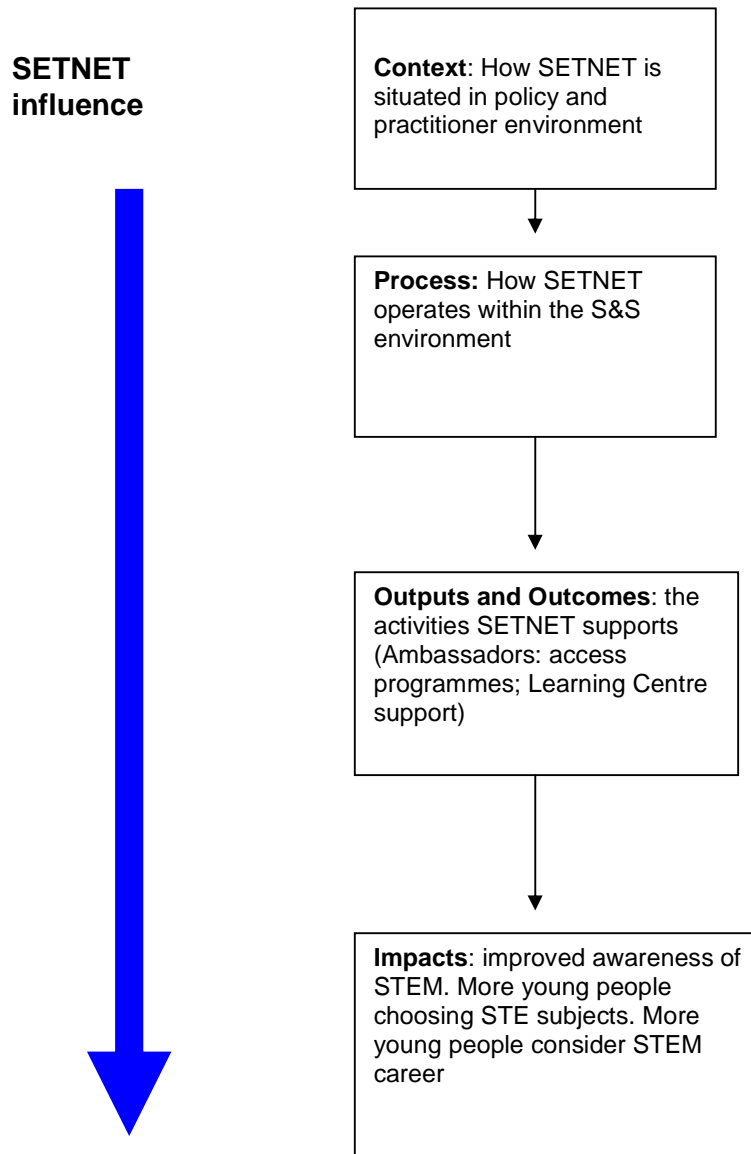 SETNET
influence
Context: How SETNET is
situated in policy and
practitioner environment
Process: How SETNET
operates within the S&S
environment
Outputs and Outcomes: the
activities SETNET supports
(Ambassadors: access
programmes; Learning Centre
support)
Impacts: improved awareness of
STEM. More young people
choosing STE subjects. More
young people consider STEM
career